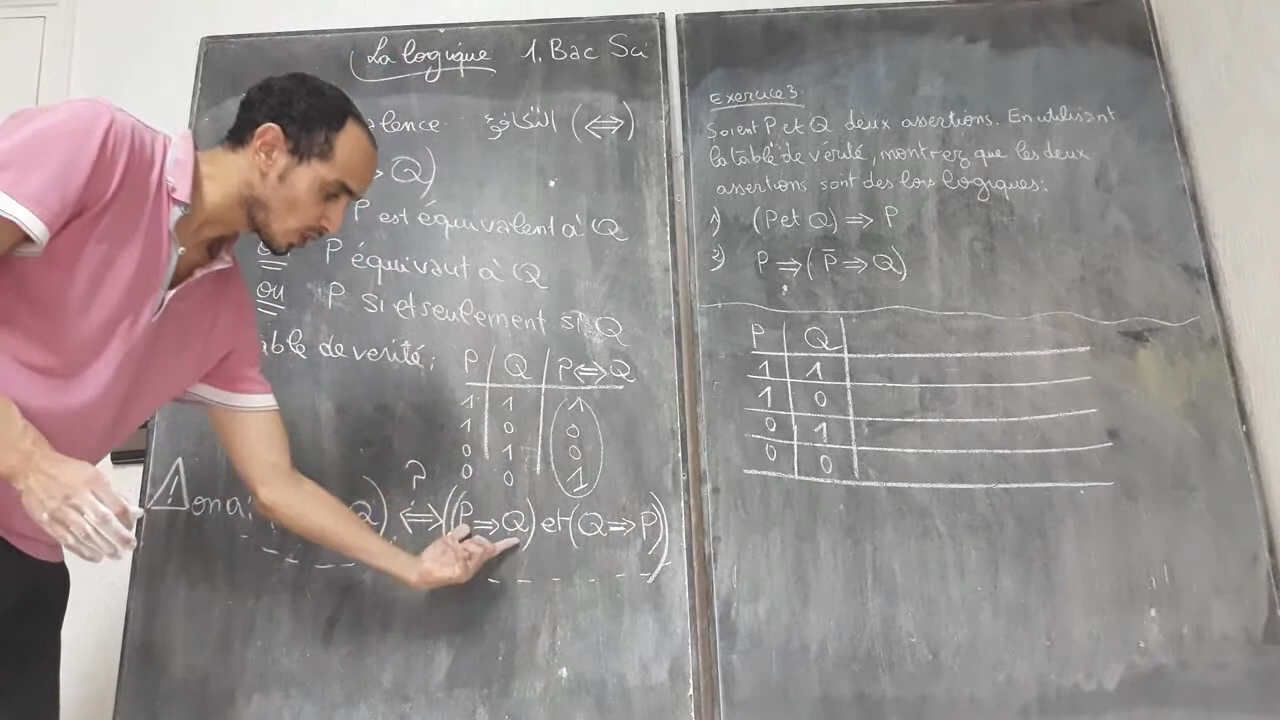 La logique 1. Bac Sci
lence التكافؤ (⇔)
Q)
P est équivalent à Q
ou P équivaut à Q
ou P si et seulement si Q
able de verité;
P Q P⇔Q
1 1 1
1 0 0
0 1 0
0 0 1
?
⚠ on a: Q) ⇔ ((P⇒Q) et (Q⇒P))
Exercice 3
Soient P et Q deux assertions. En utilisant
la table de vérité, montrez que les deux
assertions sont des lois logiques:
1) (P et Q) ⇒ P
2) P ⇒ (P̄ ⇒ Q)
P Q
1 1
1 0
0 1
0 0